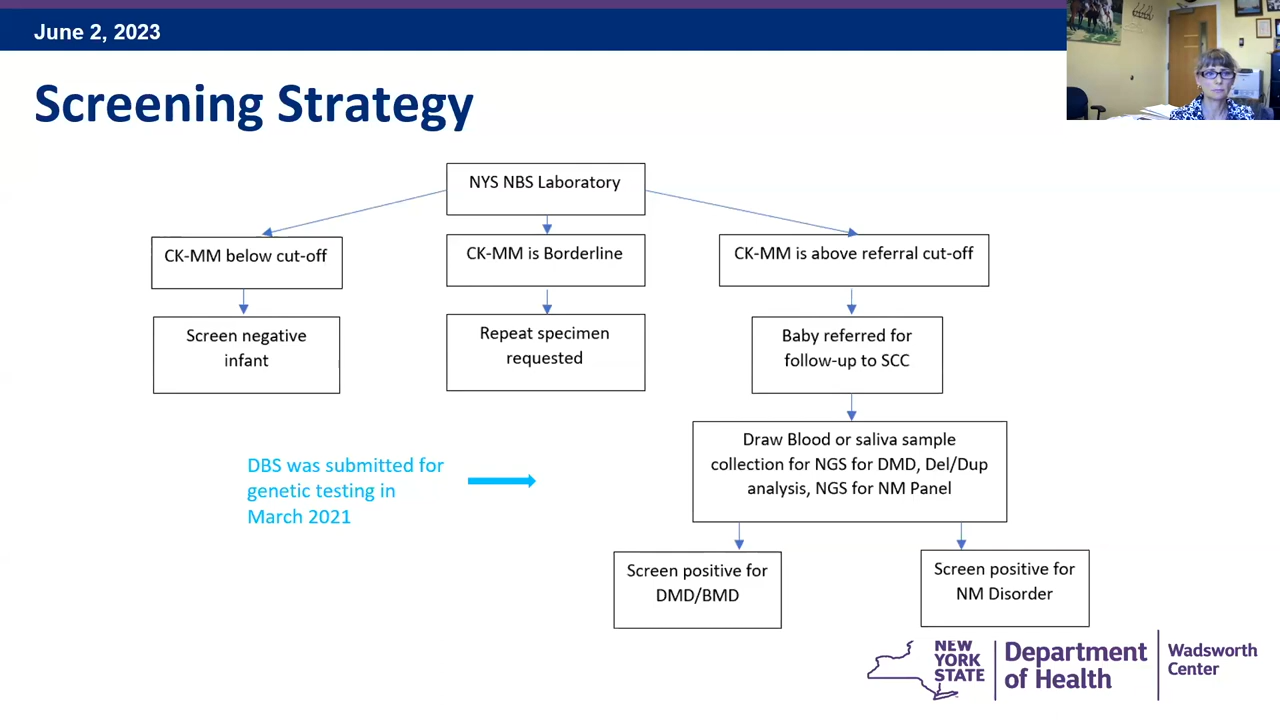 June 2, 2023
Screening Strategy
NYS NBS Laboratory
CK-MM below cut-off
CK-MM is Borderline
CK-MM is above referral cut-off
Screen negative
infant
Repeat specimen
requested
Baby referred for
follow-up to SCC
Draw Blood or saliva sample
collection for NGS for DMD, Del/Dup
analysis, NGS for NM Panel
DBS was submitted for
genetic testing in
March 2021
Screen positive for
DMD/BMD
Screen positive for
NM Disorder
NEW
YORK
STATE
Department
of Health
Wadsworth
Center